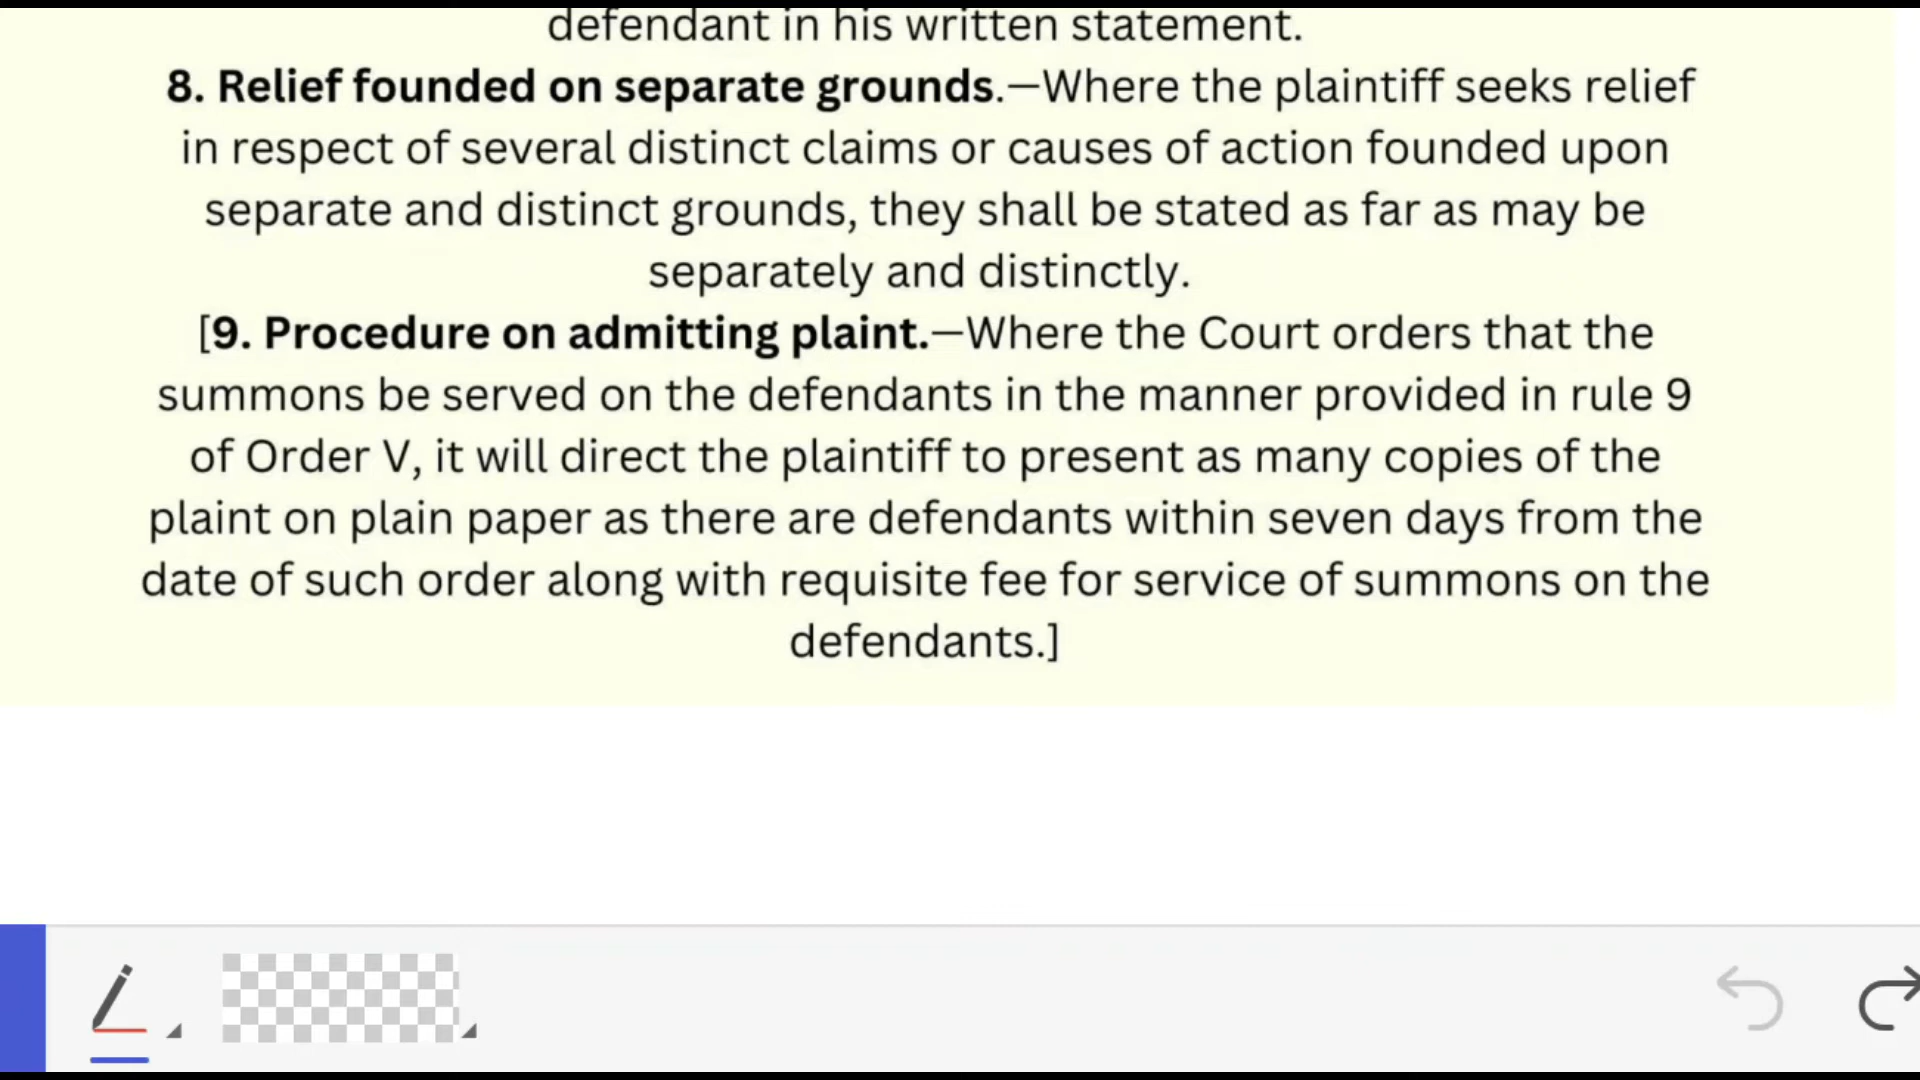 defendant in his written statement.
8. Relief founded on separate grounds.—Where the plaintiff seeks relief
in respect of several distinct claims or causes of action founded upon
separate and distinct grounds, they shall be stated as far as may be
separately and distinctly.
[9. Procedure on admitting plaint.—Where the Court orders that the
summons be served on the defendants in the manner provided in rule 9
of Order V, it will direct the plaintiff to present as many copies of the
plaint on plain paper as there are defendants within seven days from the
date of such order along with requisite fee for service of summons on the
defendants.]